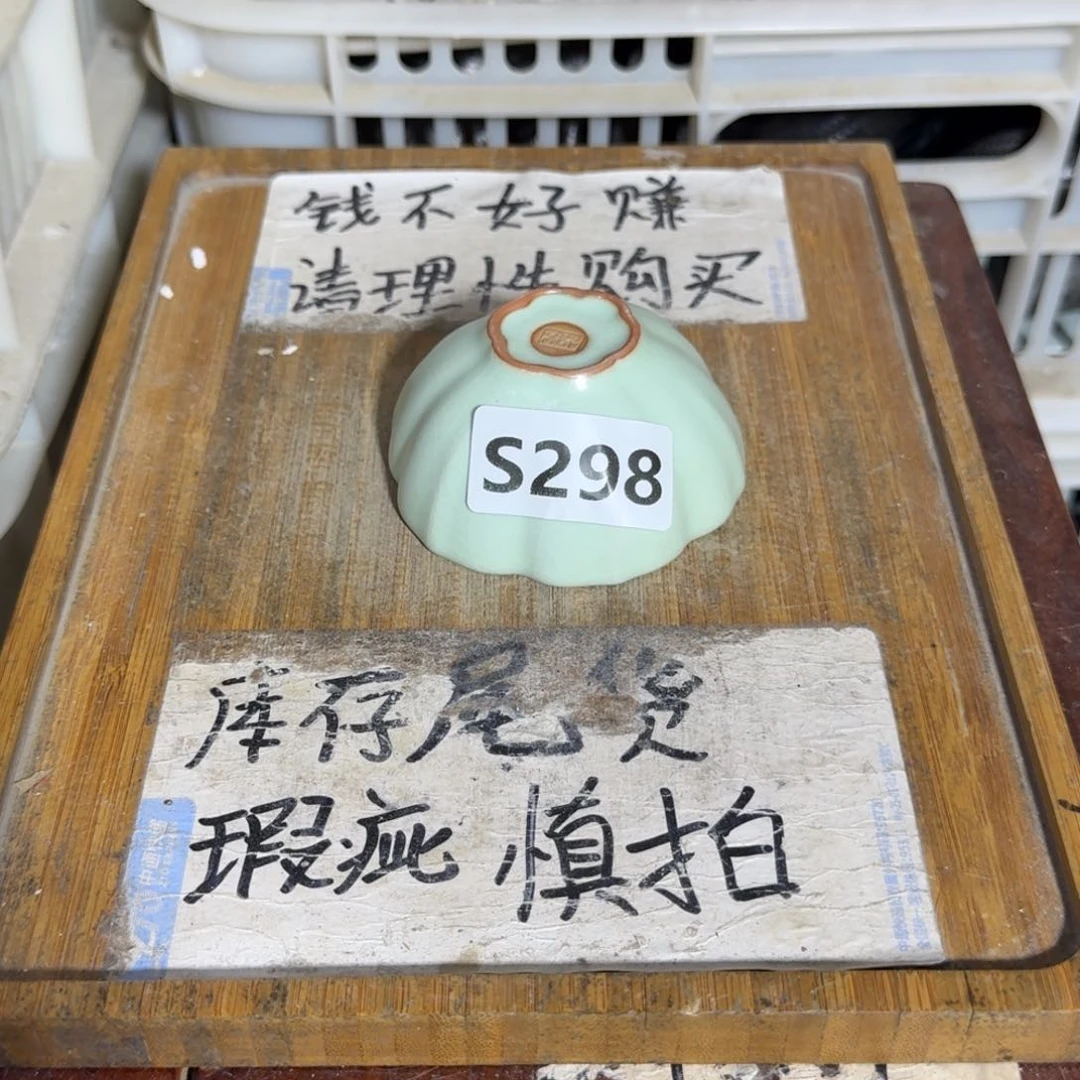 钱不好赚
请理性购买
S298
库存尾货
瑕疵 慎拍